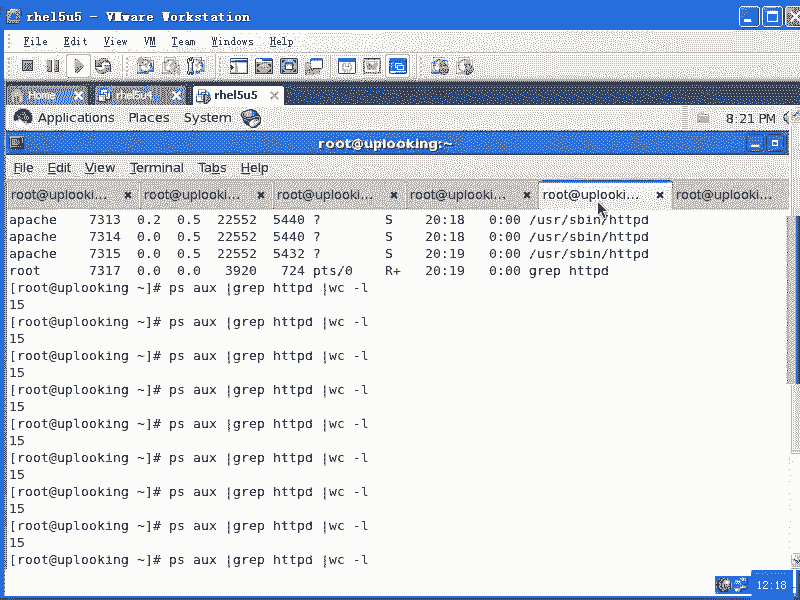 rhel5u5 - VMware Workstation
File Edit View VM Team Windows Help
Home rhel5u4 rhel5u5
Applications Places System 8:21 PM
root@uplooking:~
File Edit View Terminal Tabs Help
root@uplooki... root@uplooki... root@uplooki... root@uplooki... root@uplooki... root@uplooki...
apache 7313 0.2 0.5 22552 5440 ? S 20:18 0:00 /usr/sbin/httpd
apache 7314 0.0 0.5 22552 5440 ? S 20:18 0:00 /usr/sbin/httpd
apache 7315 0.0 0.5 22552 5432 ? S 20:19 0:00 /usr/sbin/httpd
root 7317 0.0 0.0 3920 724 pts/0 R+ 20:19 0:00 grep httpd
[root@uplooking ~]# ps aux |grep httpd |wc -l
15
[root@uplooking ~]# ps aux |grep httpd |wc -l
15
[root@uplooking ~]# ps aux |grep httpd |wc -l
15
[root@uplooking ~]# ps aux |grep httpd |wc -l
15
[root@uplooking ~]# ps aux |grep httpd |wc -l
15
[root@uplooking ~]# ps aux |grep httpd |wc -l
15
[root@uplooking ~]# ps aux |grep httpd |wc -l
15
[root@uplooking ~]# ps aux |grep httpd |wc -l
15
[root@uplooking ~]# ps aux |grep httpd |wc -l
12:18